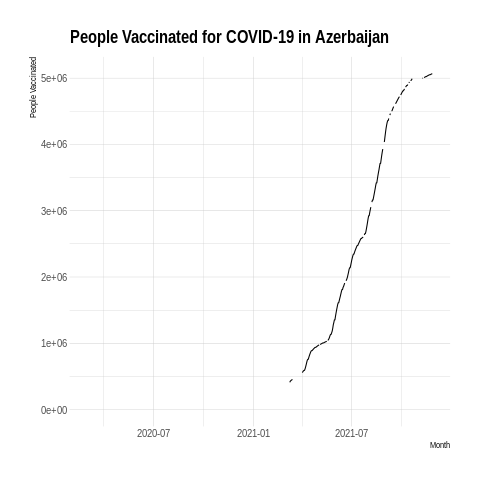 People Vaccinated for COVID-19 in Azerbaijan
People Vaccinated
5e+06
4e+06
3e+06
2e+06
1e+06
0e+00
2020-07
2021-01
2021-07
Month